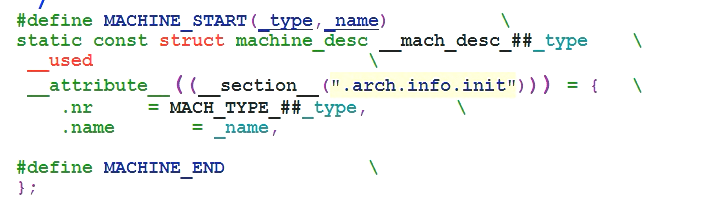 #define MACHINE_START(_type,_name) \
static const struct machine_desc __mach_desc_##_type \
__used \
__attribute__((__section__(".arch.info.init"))) = { \
.nr = MACH_TYPE_##_type, \
.name = _name,
#define MACHINE_END \
};